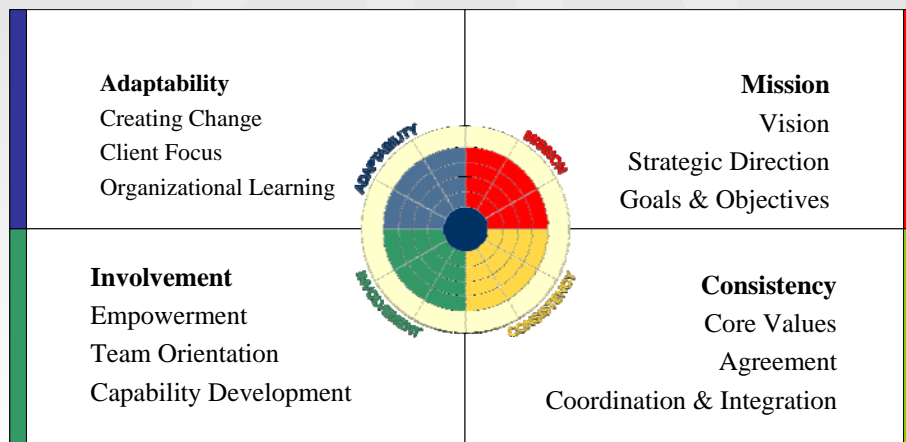 Adaptability
Creating Change
Client Focus
Organizational Learning
Mission
Vision
Strategic Direction
Goals & Objectives
ADAPTABILITY
MISSION
INVOLVEMENT
CONSISTENCY
Involvement
Empowerment
Team Orientation
Capability Development
Consistency
Core Values
Agreement
Coordination & Integration